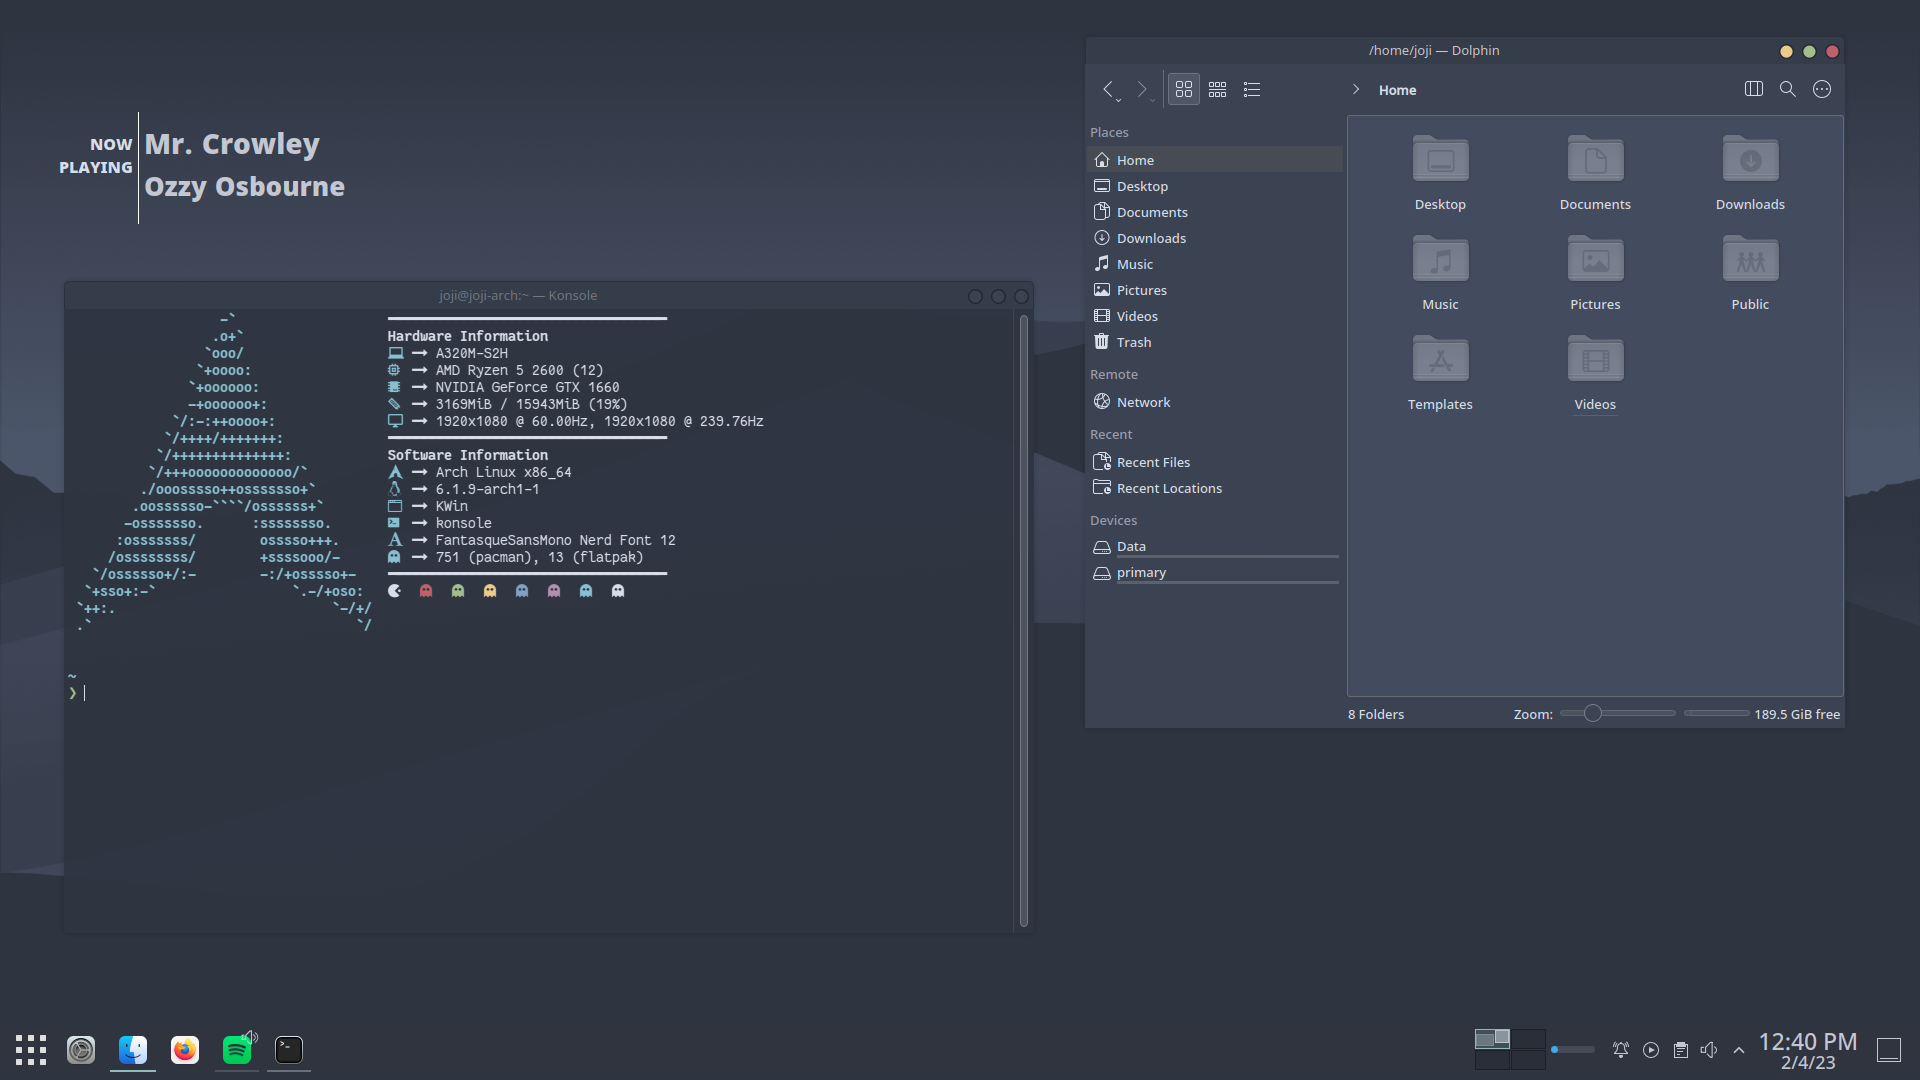 NOW
PLAYING
Mr. Crowley
Ozzy Osbourne
joji@joji-arch:~ — Konsole
-`
.o+`
`ooo/
`+oooo:
`+oooooo:
-+oooooo+:
`/:-:++oooo+:
`/++++/+++++++:
`/++++++++++++++:
`/+++ooooooooooooo/`
./ooosssso++osssssso+`
.oossssso-````/ossssss+`
-osssssso.      :ssssssso.
:osssssss/        osssso+++.
/ossssssss/        +ssssooo/-
`/ossssso+/:-        -:/+osssso+-
`+sso+:-`                 `.-/+oso:
`++:.                           `-/+/
.`                                 `/
Hardware Information
A320M-S2H
AMD Ryzen 5 2600 (12)
NVIDIA GeForce GTX 1660
3169MiB / 15943MiB (19%)
1920x1080 @ 60.00Hz, 1920x1080 @ 239.76Hz
Software Information
Arch Linux x86_64
6.1.9-arch1-1
KWin
konsole
FantasqueSansMono Nerd Font 12
751 (pacman), 13 (flatpak)
~
❯
/home/joji — Dolphin
Home
Places
Home
Desktop
Documents
Downloads
Music
Pictures
Videos
Trash
Remote
Network
Recent
Recent Files
Recent Locations
Devices
Data
primary
Desktop
Documents
Downloads
Music
Pictures
Public
Templates
Videos
8 Folders
Zoom:
189.5 GiB free
12:40 PM
2/4/23